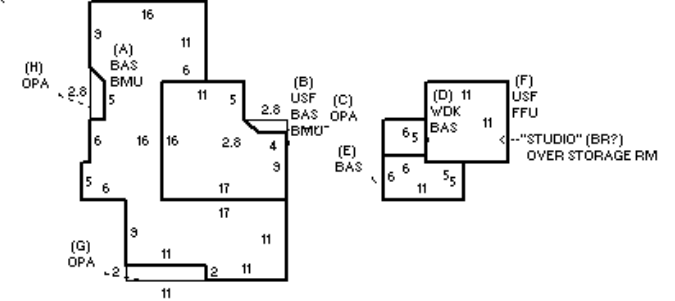 16
9
(A)
BAS
BMU
11
(H)
OPA
6
2.8
5
11
5
2.8
(B)
USF
BAS
BMU
(C)
OPA
6
16
16
2.8
4
9
5
6
17
17
9
11
(G)
OPA
11
2
2
11
11
(D)
WDK
BAS
11
11
(F)
USF
FFU
"STUDIO" (BR?)
OVER STORAGE RM
6
5
(E)
BAS
6
6
5
5
11